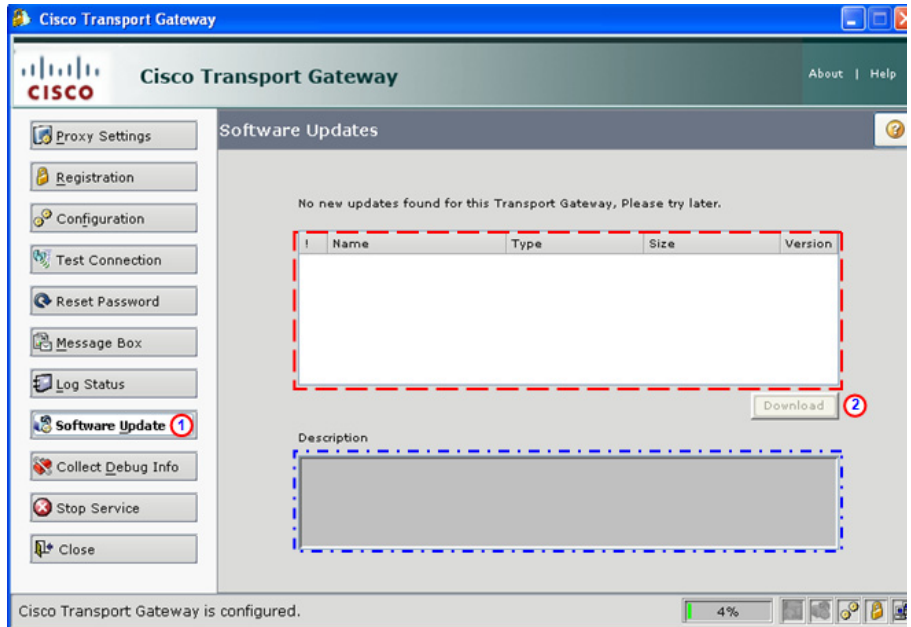 Cisco Transport Gateway
CISCO
Cisco Transport Gateway
About | Help
Proxy Settings
Registration
Configuration
Test Connection
Reset Password
Message Box
Log Status
Software Update 1
Collect Debug Info
Stop Service
Close
Software Updates
No new updates found for this Transport Gateway, Please try later.
! Name Type Size Version
Download 2
Description
Cisco Transport Gateway is configured.
4%